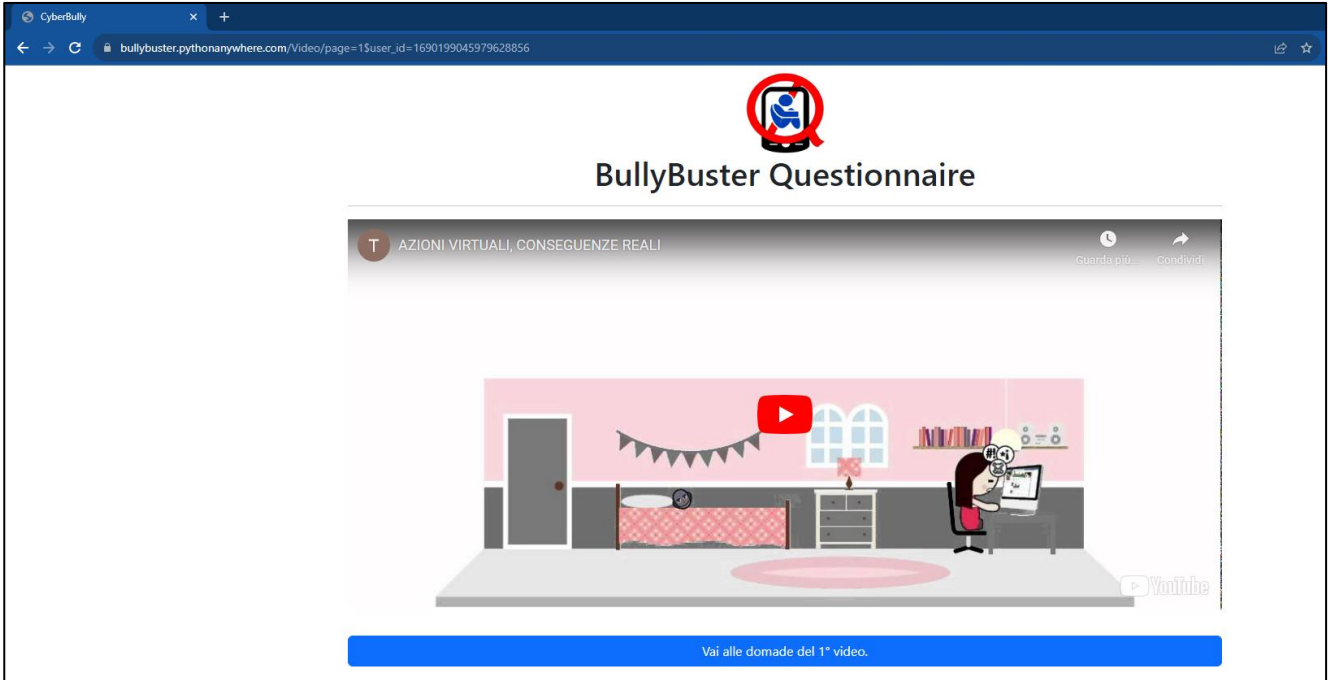 CyberBully
bullybuster.pythonanywhere.com/Video/page=1$user_id=1690199045979628856
BullyBuster Questionnaire
T
AZIONI VIRTUALI, CONSEGUENZE REALI
Guarda più... Condividi
#!*i
YouTube
Vai alle domade del 1° video.